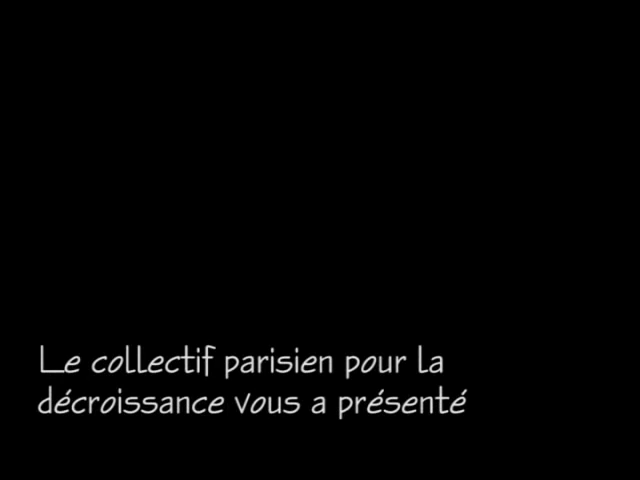 Le collectif parisien pour la
décroissance vous a présenté